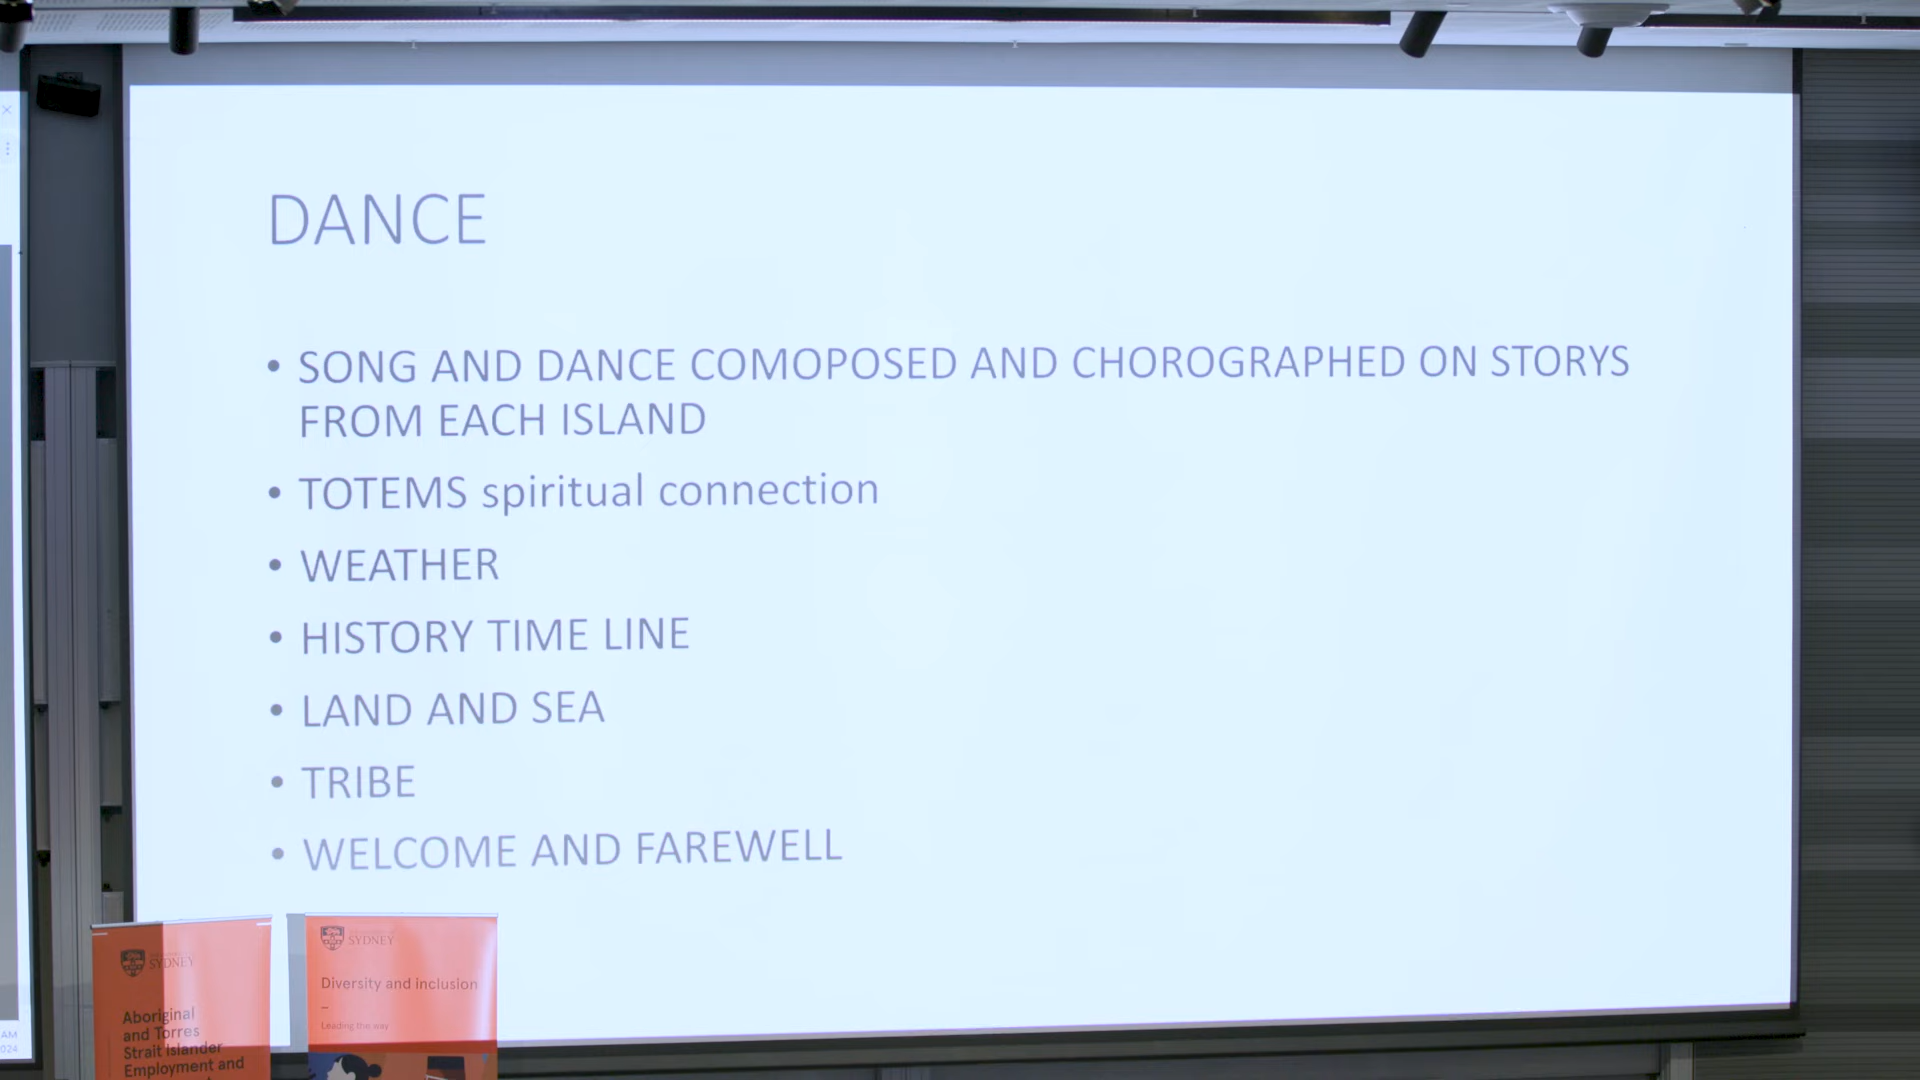 DANCE
• SONG AND DANCE COMOPOSED AND CHOROGRAPHED ON STORYS
FROM EACH ISLAND
• TOTEMS spiritual connection
• WEATHER
• HISTORY TIME LINE
• LAND AND SEA
• TRIBE
• WELCOME AND FAREWELL
AM
SYDNEY
Aboriginal
and Torres
Strait Islander
Employment and
SYDNEY
Diversity and inclusion
–
Leading the way